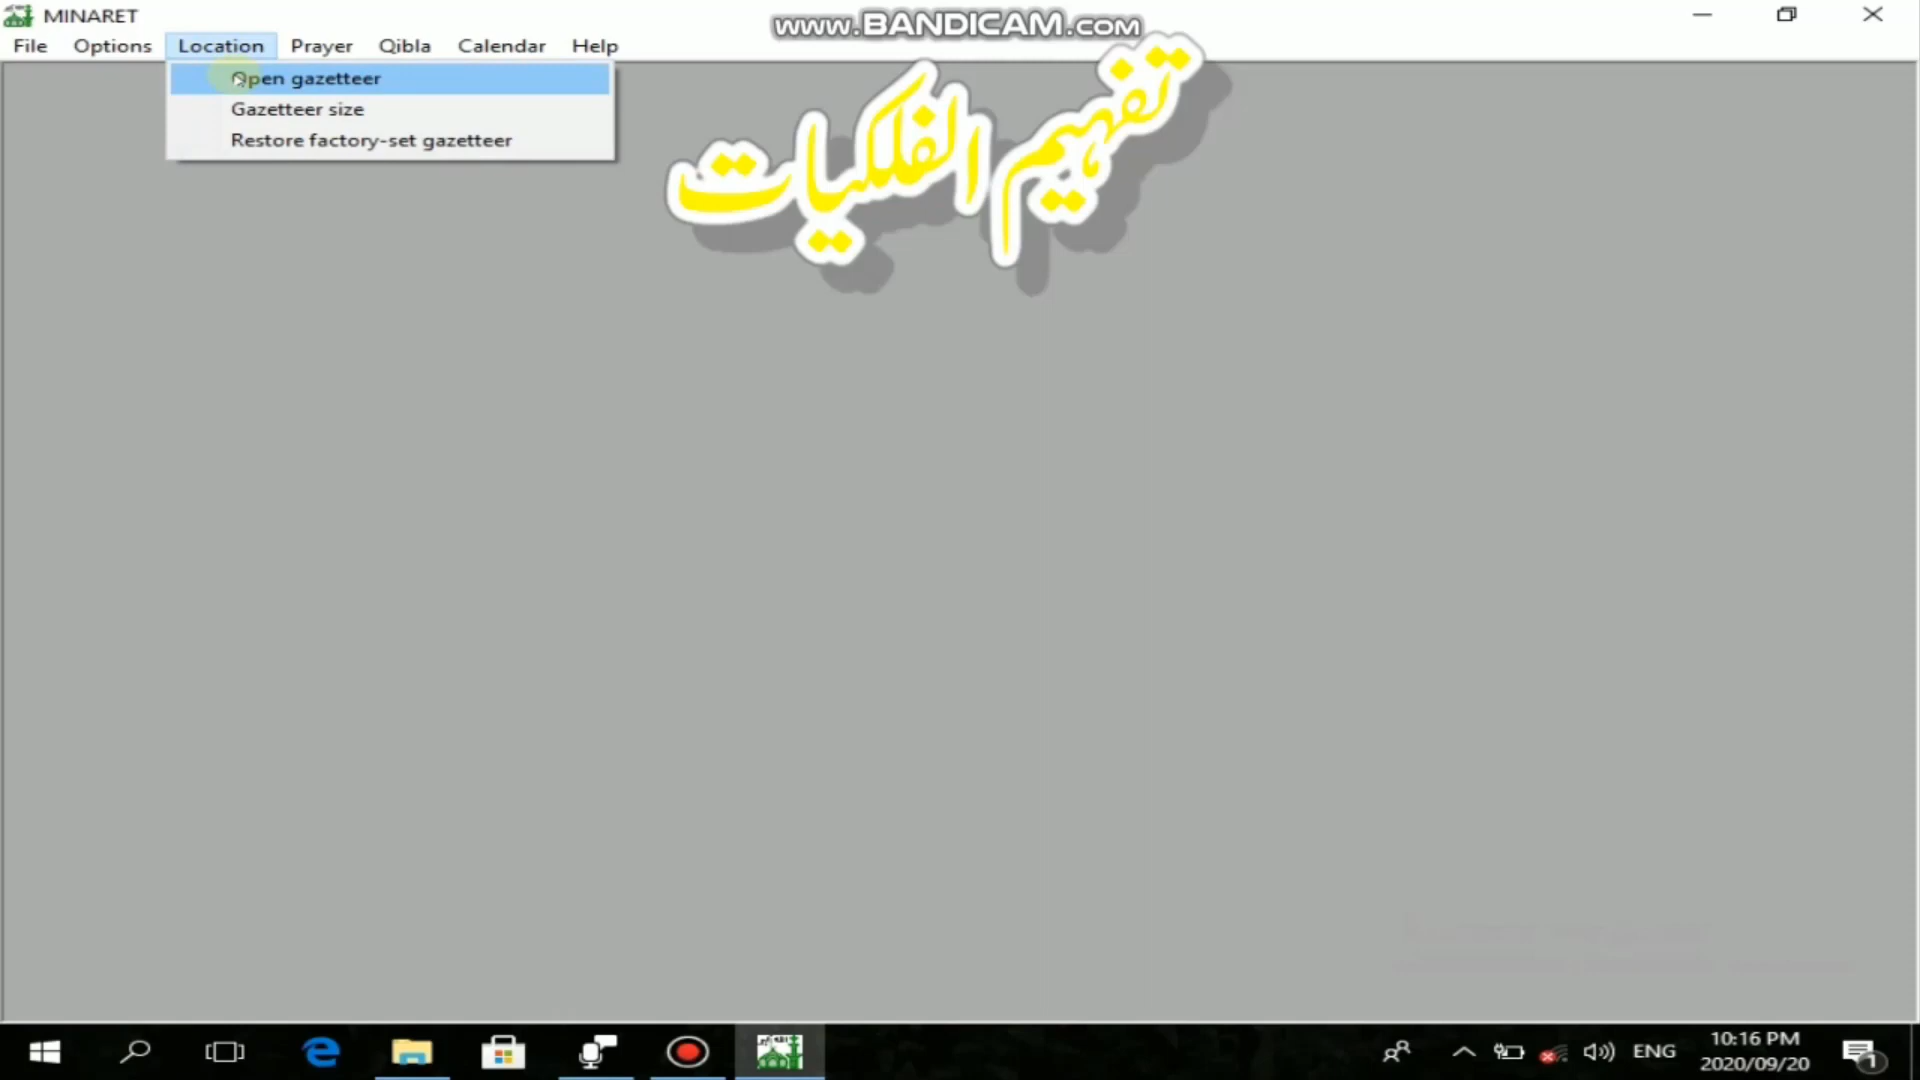 MINARET
www.BANDICAM.com
File Options Location Prayer Qibla Calendar Help
Open gazetteer
Gazetteer size
Restore factory-set gazetteer
تفہیم الفلکیات
ENG
10:16 PM
2020/09/20
1